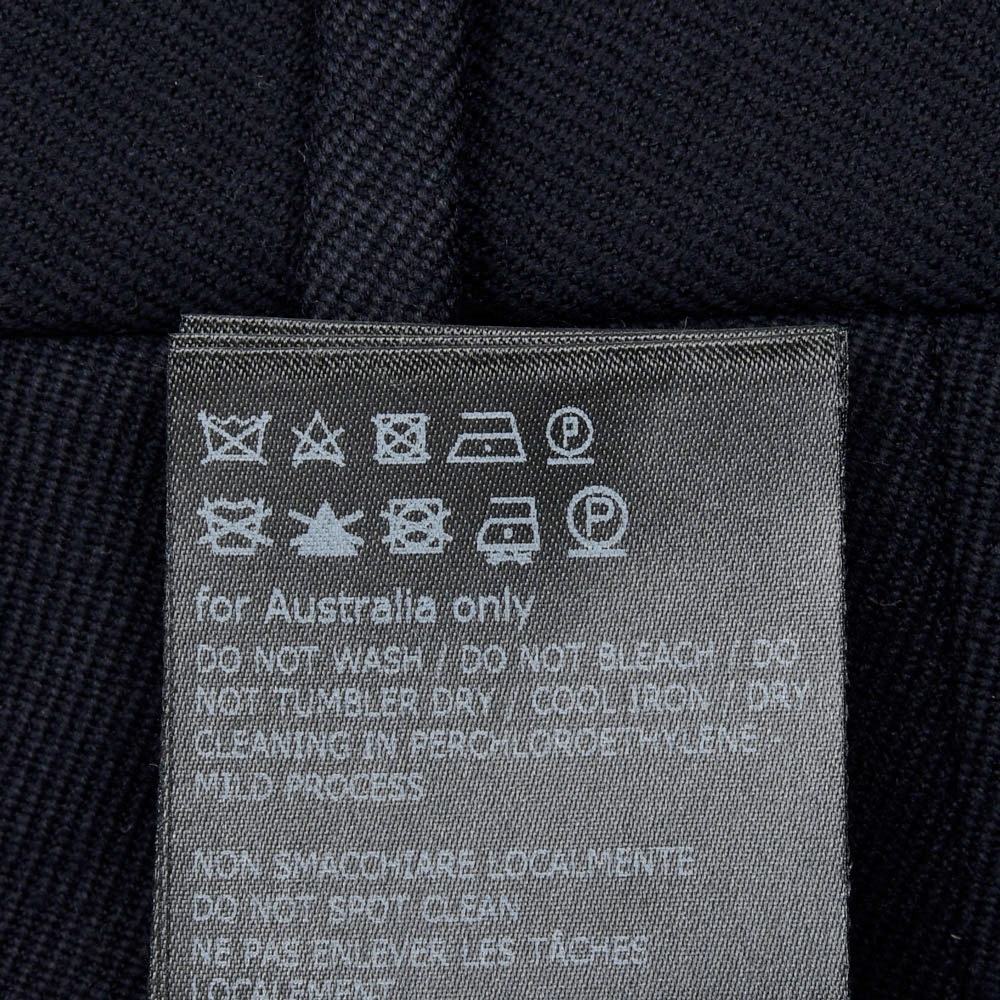 P
P
for Australia only
DO NOT WASH / DO NOT BLEACH / DO
NOT TUMBLER DRY / COOL IRON / DRY
CLEANING IN PERCHLOROETHYLENE -
MILD PROCESS
NON SMACCHIARE LOCALMENTE
DO NOT SPOT CLEAN
NE PAS ENLEVER LES TÂCHES
LOCALEMENT